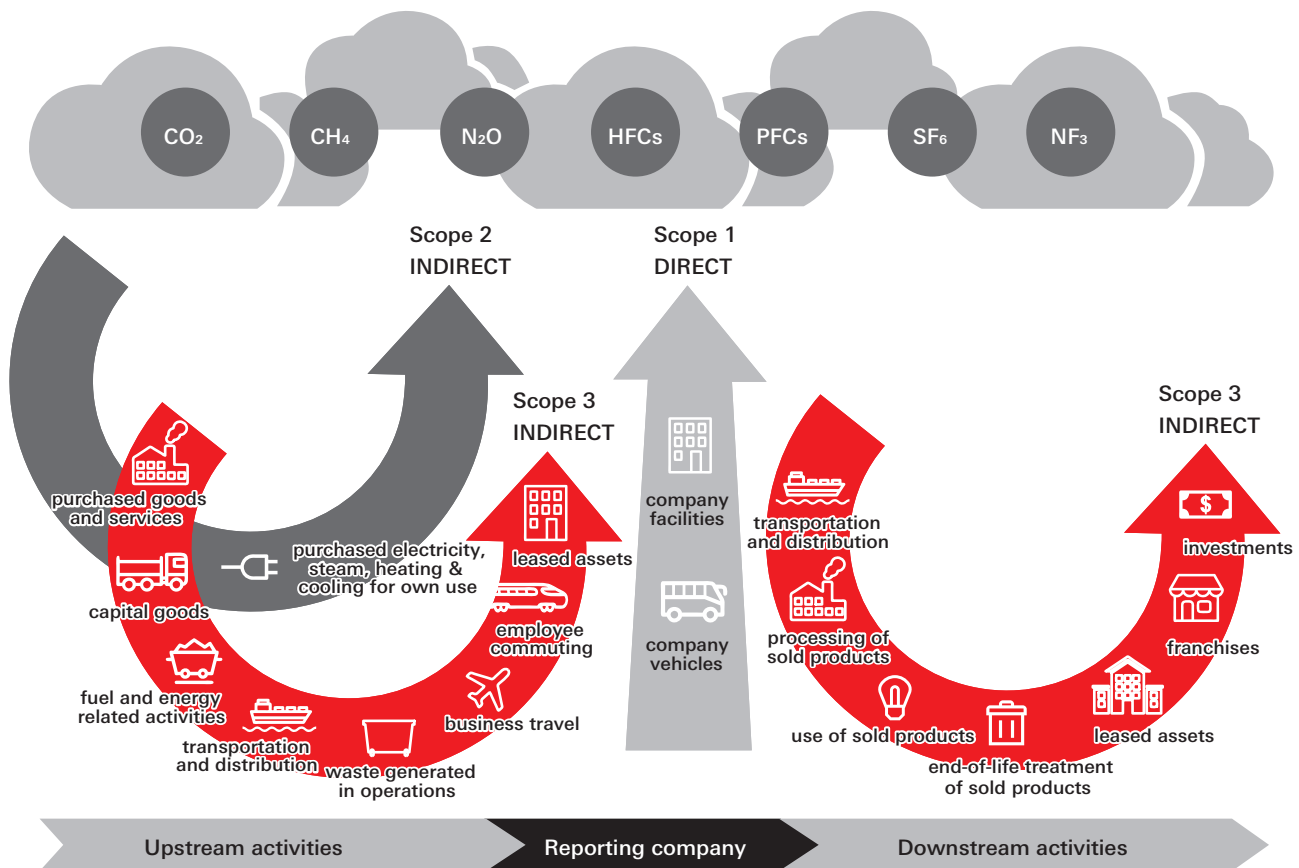 CO₂
CH₄
N₂O
HFCs
PFCs
SF₆
NF₃
Scope 2
INDIRECT
Scope 1
DIRECT
Scope 3
INDIRECT
Scope 3
INDIRECT
purchased goods
and services
capital goods
fuel and energy
related activities
transportation
and distribution
waste generated
in operations
business travel
employee
commuting
leased assets
purchased electricity,
steam, heating &
cooling for own use
company
facilities
company
vehicles
transportation
and distribution
processing of
sold products
use of sold products
end-of-life treatment
of sold products
leased assets
franchises
$
investments
Upstream activities
Reporting company
Downstream activities